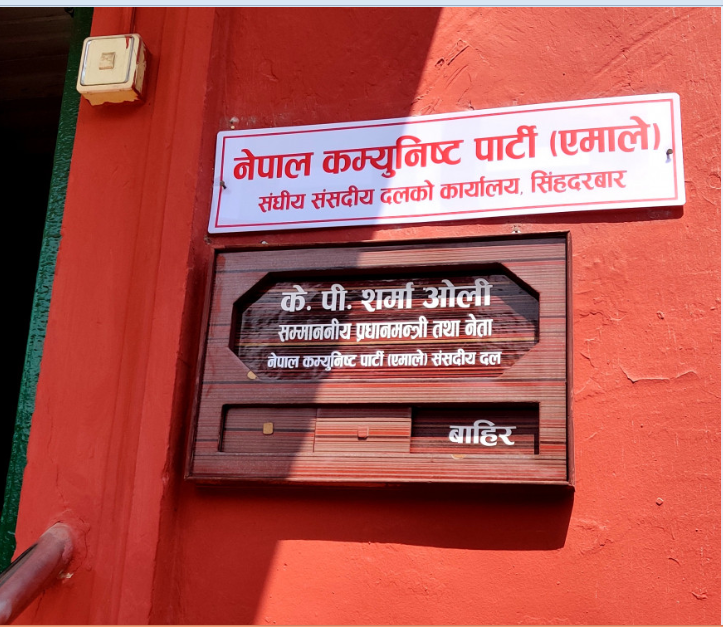 नेपाल कम्युनिष्ट पार्टी (एमाले)
संघीय संसदीय दलको कार्यालय, सिंहदरबार
के. पी. शर्मा ओली
सम्माननीय प्रधानमन्त्री तथा नेता
नेपाल कम्युनिष्ट पार्टी (एमाले) संसदीय दल
बाहिर